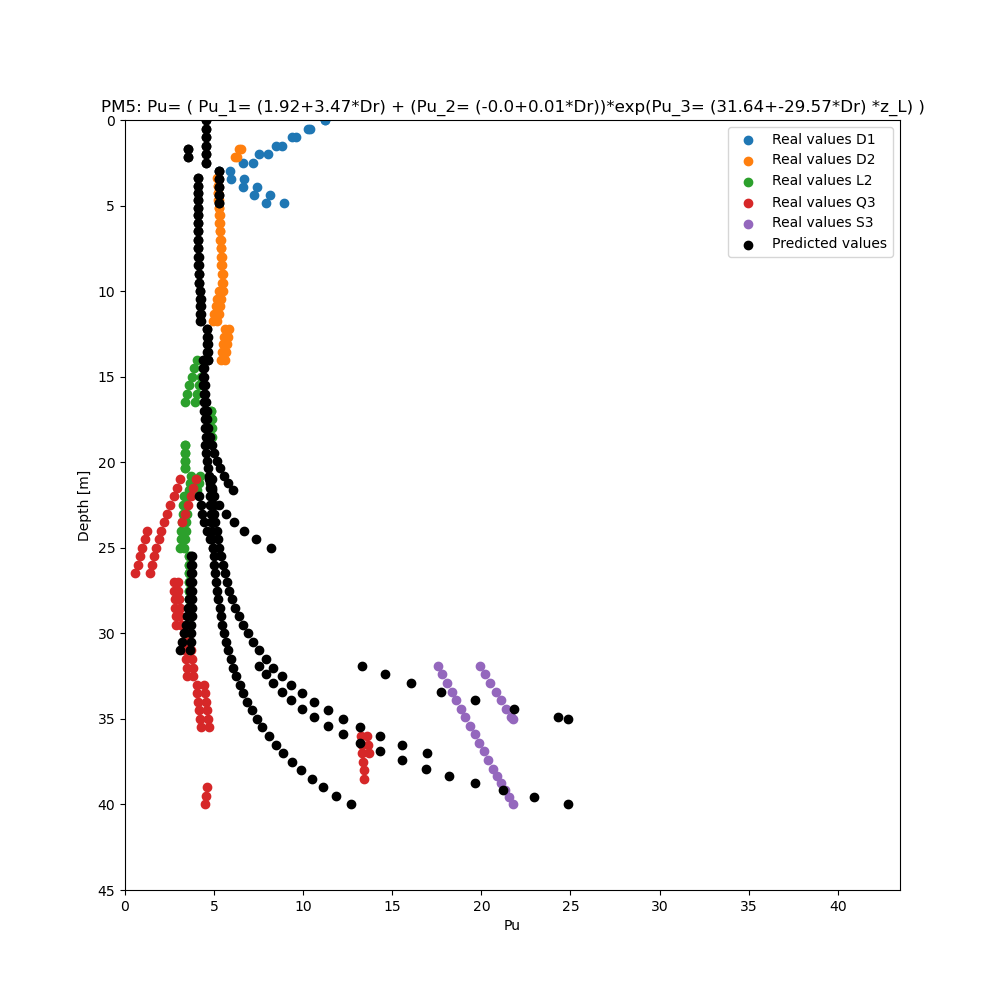 PM5: Pu= ( Pu_1= (1.92+3.47*Dr) + (Pu_2= (-0.0+0.01*Dr))*exp(Pu_3= (31.64+-29.57*Dr) *z_L) )
Real values D1
Real values D2
Real values L2
Real values Q3
Real values S3
Predicted values
Depth [m]
0
5
10
15
20
25
30
35
40
45
0 5 10 15 20 25 30 35 40
Pu